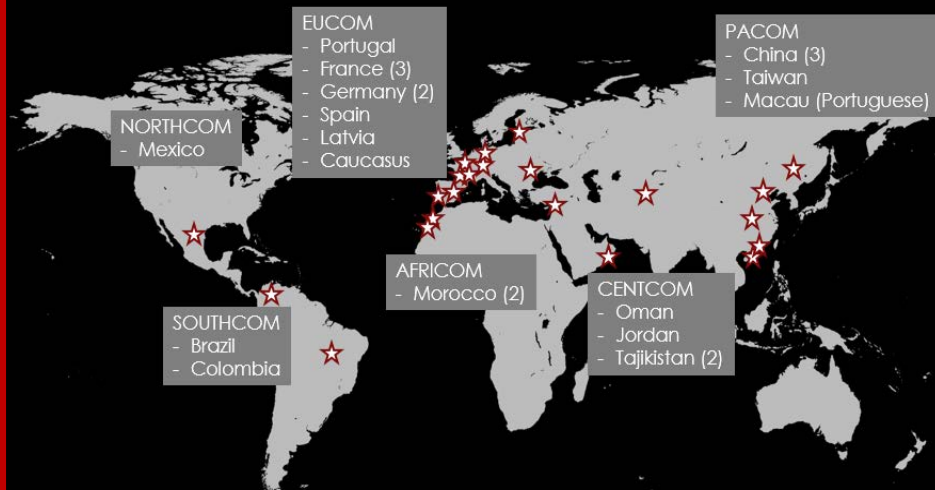 EUCOM
- Portugal
- France (3)
- Germany (2)
- Spain
- Latvia
- Caucasus
PACOM
- China (3)
- Taiwan
- Macau (Portuguese)
NORTHCOM
- Mexico
AFRICOM
- Morocco (2)
CENTCOM
- Oman
- Jordan
- Tajikistan (2)
SOUTHCOM
- Brazil
- Colombia